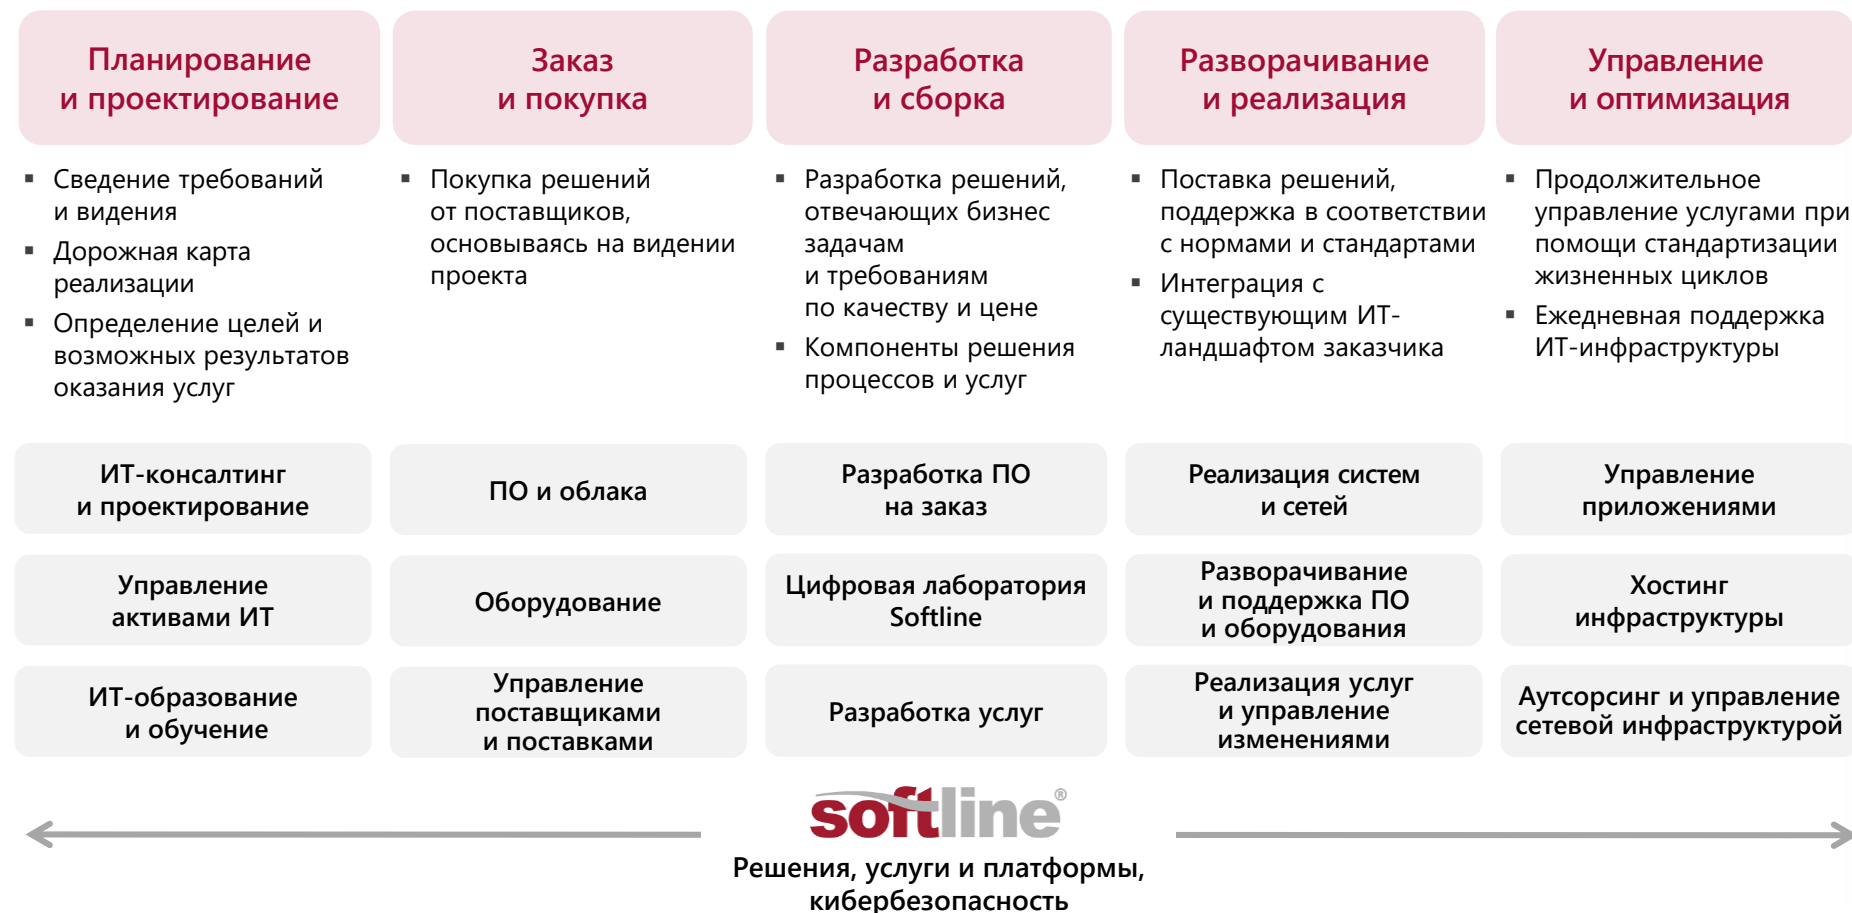 Планирование
и проектирование
Заказ
и покупка
Разработка
и сборка
Разворачивание
и реализация
Управление
и оптимизация
▪ Сведение требований
и видения
▪ Дорожная карта
реализации
▪ Определение целей и
возможных результатов
оказания услуг
▪ Покупка решений
от поставщиков,
основываясь на видении
проекта
▪ Разработка решений,
отвечающих бизнес
задачам
и требованиям
по качеству и цене
▪ Компоненты решения
процессов и услуг
▪ Поставка решений,
поддержка в соответствии
с нормами и стандартами
▪ Интеграция с
существующим ИТ-
ландшафтом заказчика
▪ Продолжительное
управление услугами при
помощи стандартизации
жизненных циклов
▪ Ежедневная поддержка
ИТ-инфраструктуры
ИТ-консалтинг
и проектирование
ПО и облака
Разработка ПО
на заказ
Реализация систем
и сетей
Управление
приложениями
Управление
активами ИТ
Оборудование
Цифровая лаборатория
Softline
Разворачивание
и поддержка ПО
и оборудования
Хостинг
инфраструктуры
ИТ-образование
и обучение
Управление
поставщиками
и поставками
Разработка услуг
Реализация услуг
и управление
изменениями
Аутсорсинг и управление
сетевой инфраструктурой
softline®
Решения, услуги и платформы,
кибербезопасность